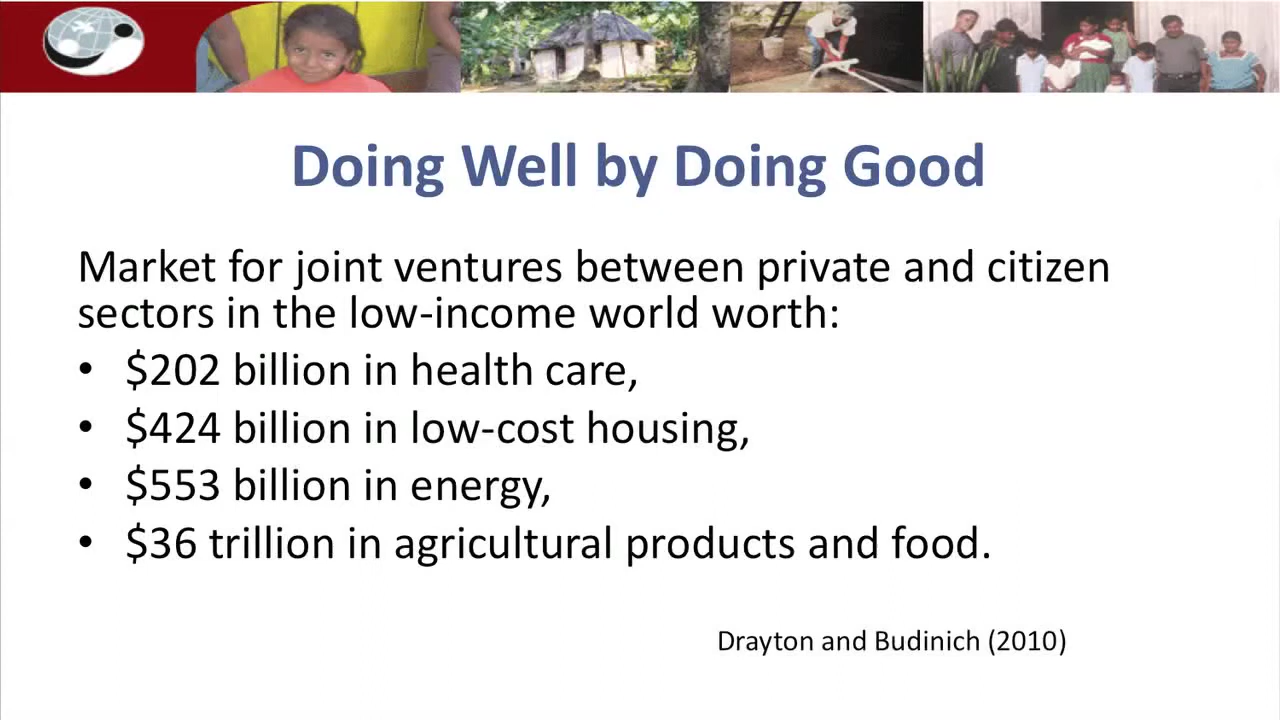 Doing Well by Doing Good
Market for joint ventures between private and citizen
sectors in the low-income world worth:
• $202 billion in health care,
• $424 billion in low-cost housing,
• $553 billion in energy,
• $36 trillion in agricultural products and food.
Drayton and Budinich (2010)